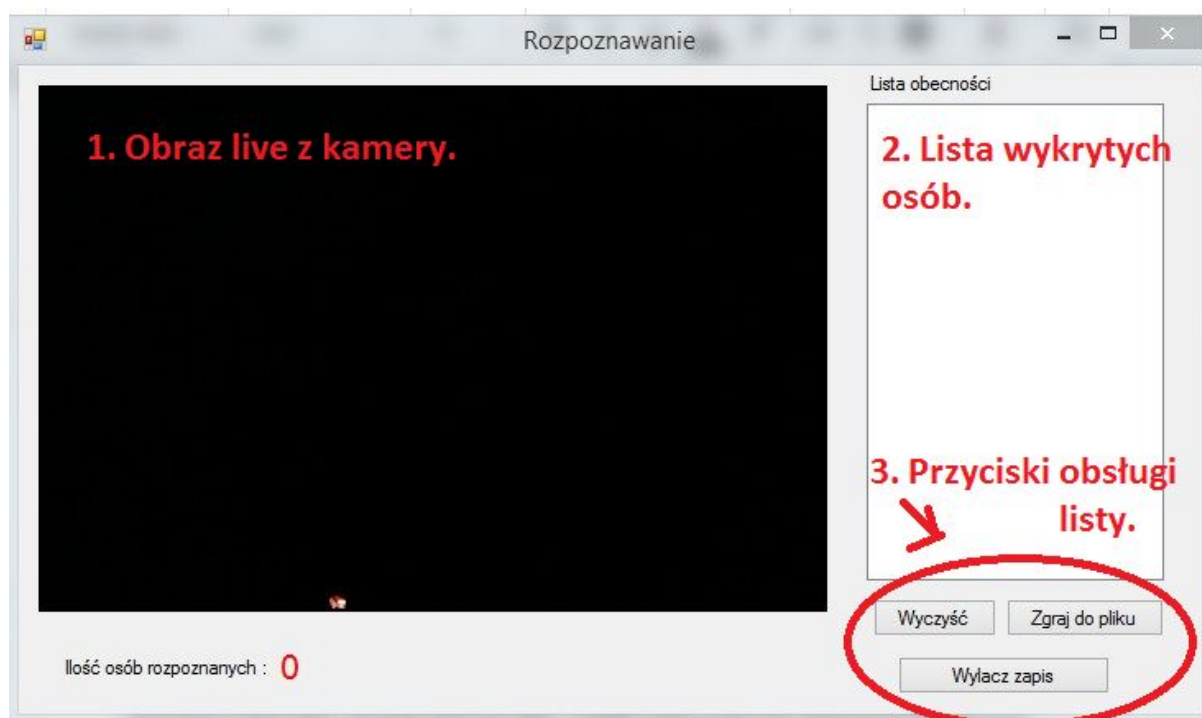 Rozpoznawanie
Lista obecności
1. Obraz live z kamery.
2. Lista wykrytych
osób.
3. Przyciski obsługi
listy.
Wyczyść
Zgraj do pliku
Ilość osób rozpoznanych : 0
Wylacz zapis